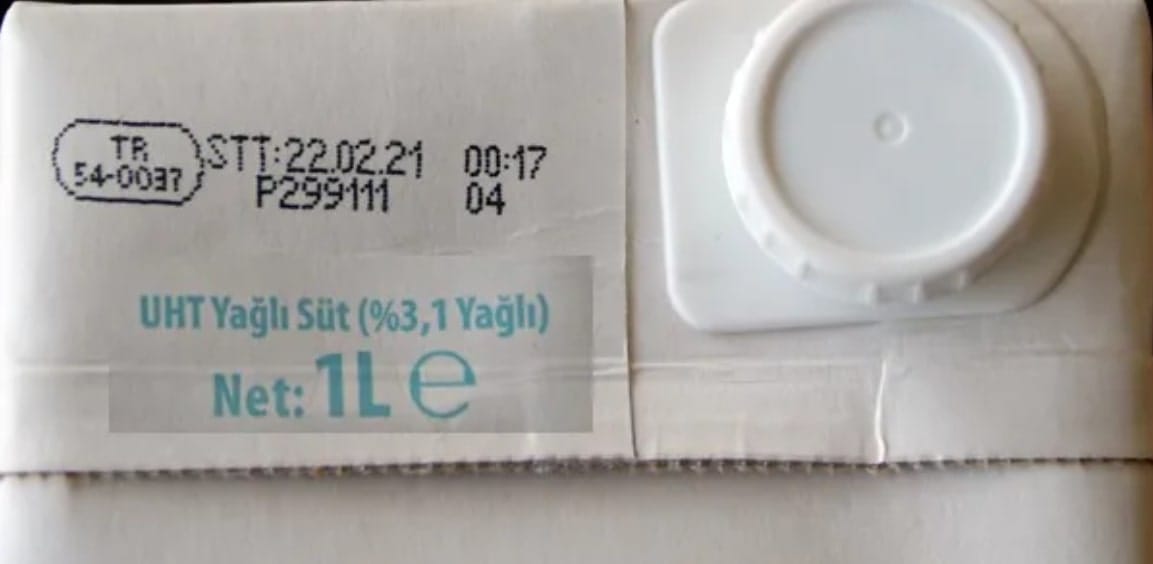 TR
54-0037
STT:22.02.21 00:17
P299111 04
UHT Yağlı Süt (%3,1 Yağlı)
Net: 1L e